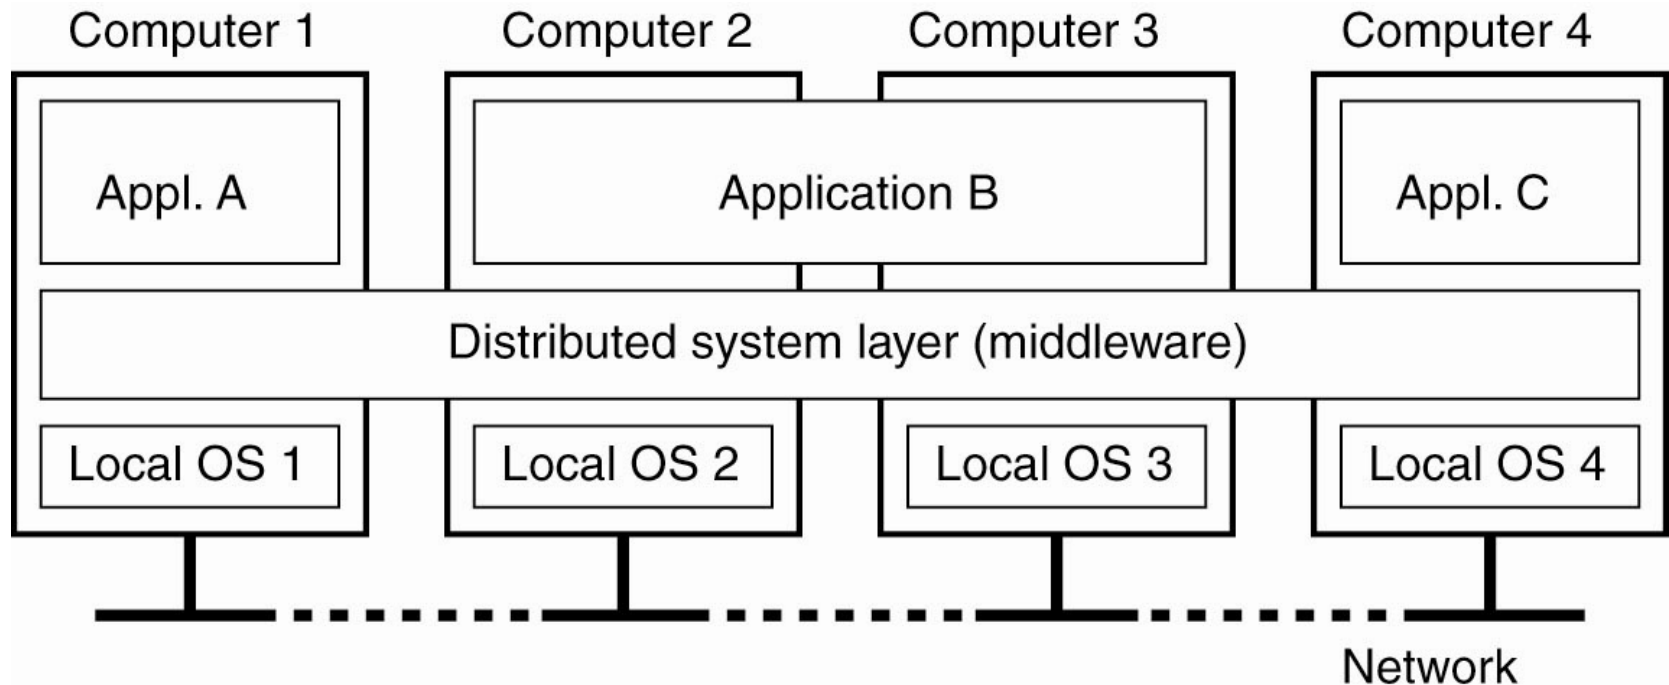 Computer 1
Computer 2
Computer 3
Computer 4
Appl. A
Application B
Appl. C
Distributed system layer (middleware)
Local OS 1
Local OS 2
Local OS 3
Local OS 4
Network